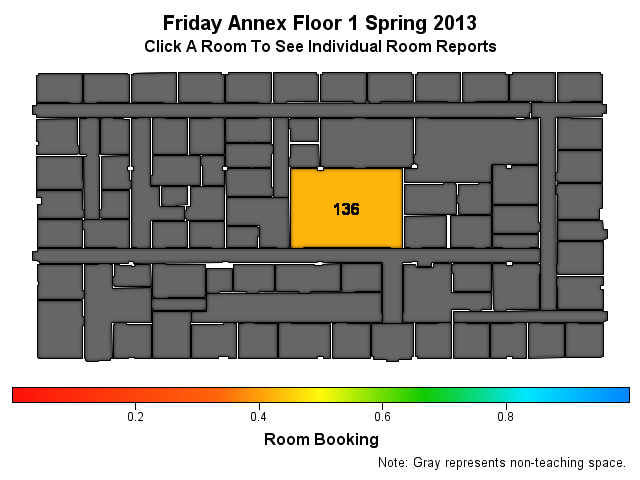 Friday Annex Floor 1 Spring 2013
Click A Room To See Individual Room Reports
136
0.2 0.4 0.6 0.8
Room Booking
Note: Gray represents non-teaching space.